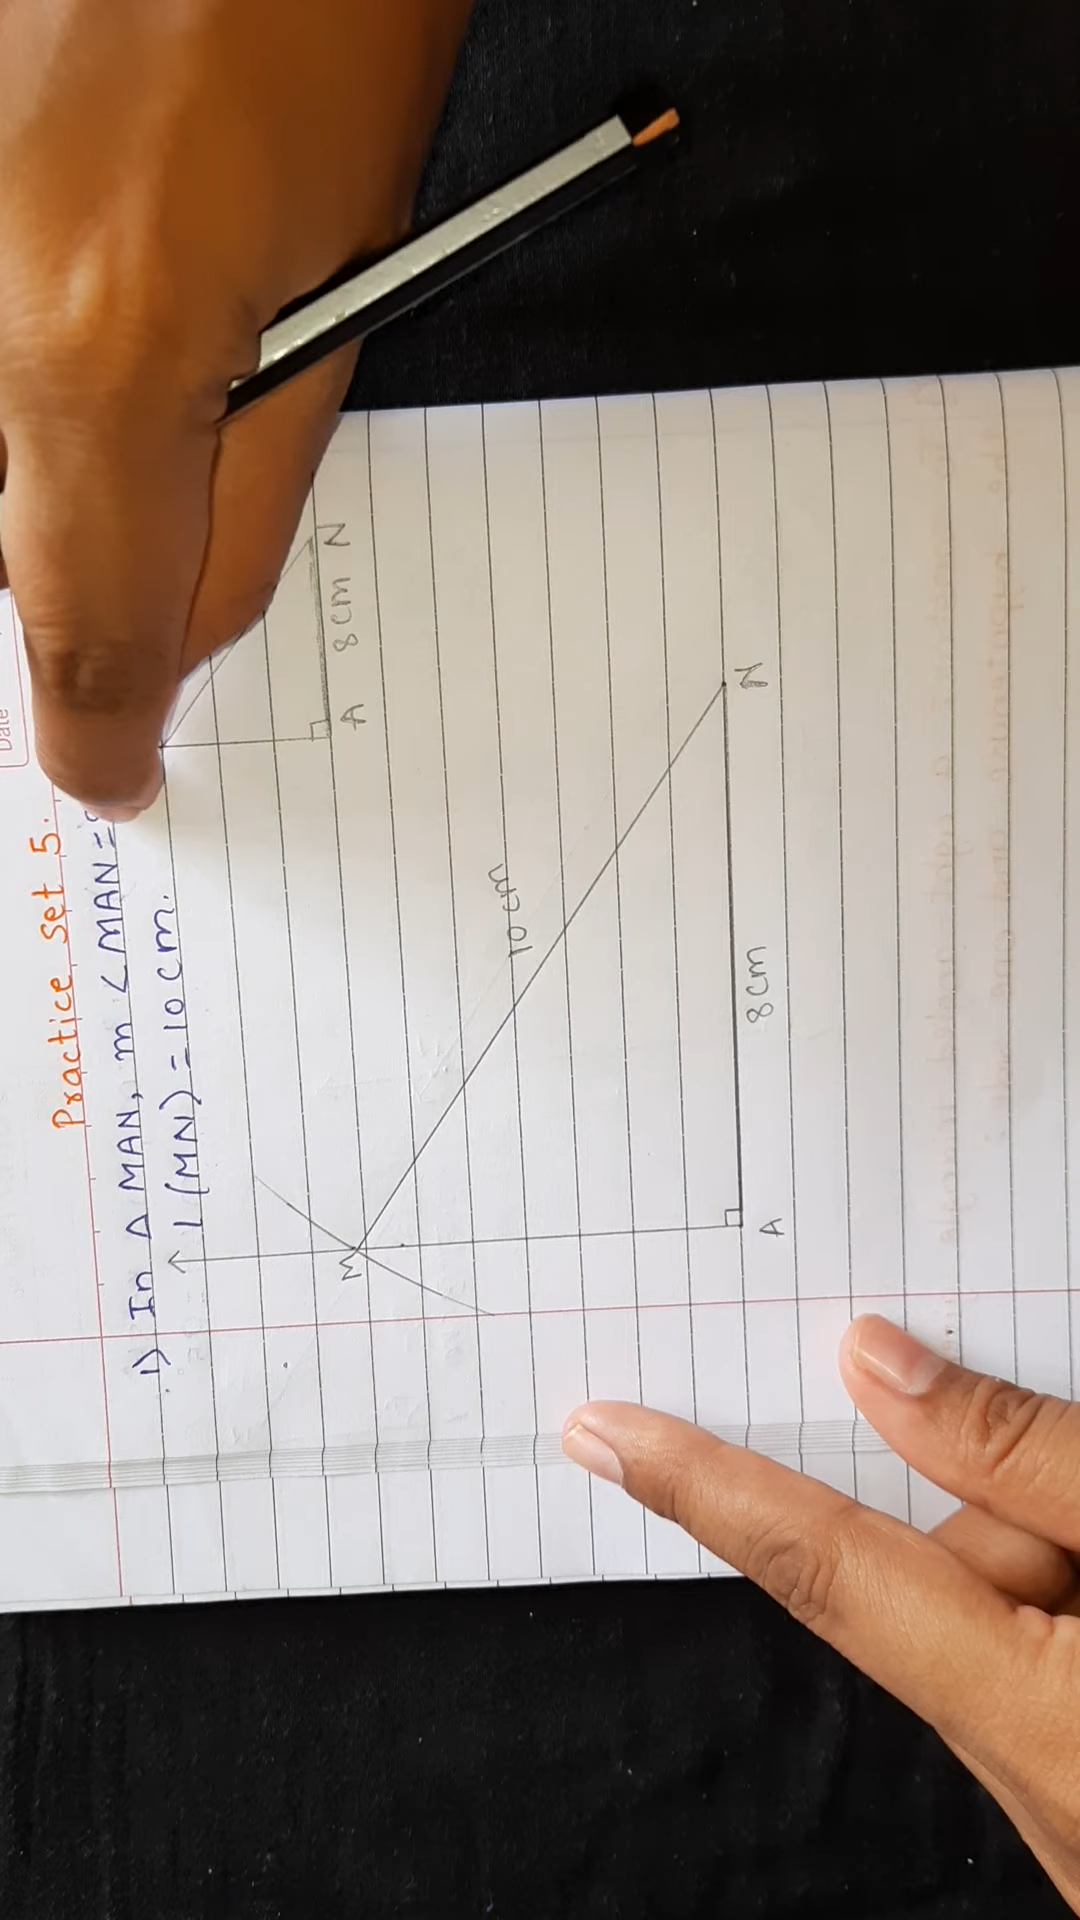 Date
Practice set 5.
1) In Δ MAN, m < MAN =
l (MN) = 10 cm.
A 8 cm N
M
10 cm
8 cm
A
N